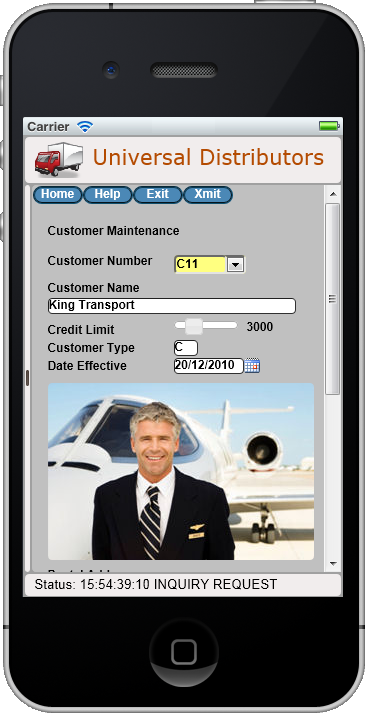 Carrier
Universal Distributors
Home Help Exit Xmit
Customer Maintenance
Customer Number C11
Customer Name
King Transport
Credit Limit 3000
Customer Type C
Date Effective 20/12/2010
Status: 15:54:39:10 INQUIRY REQUEST